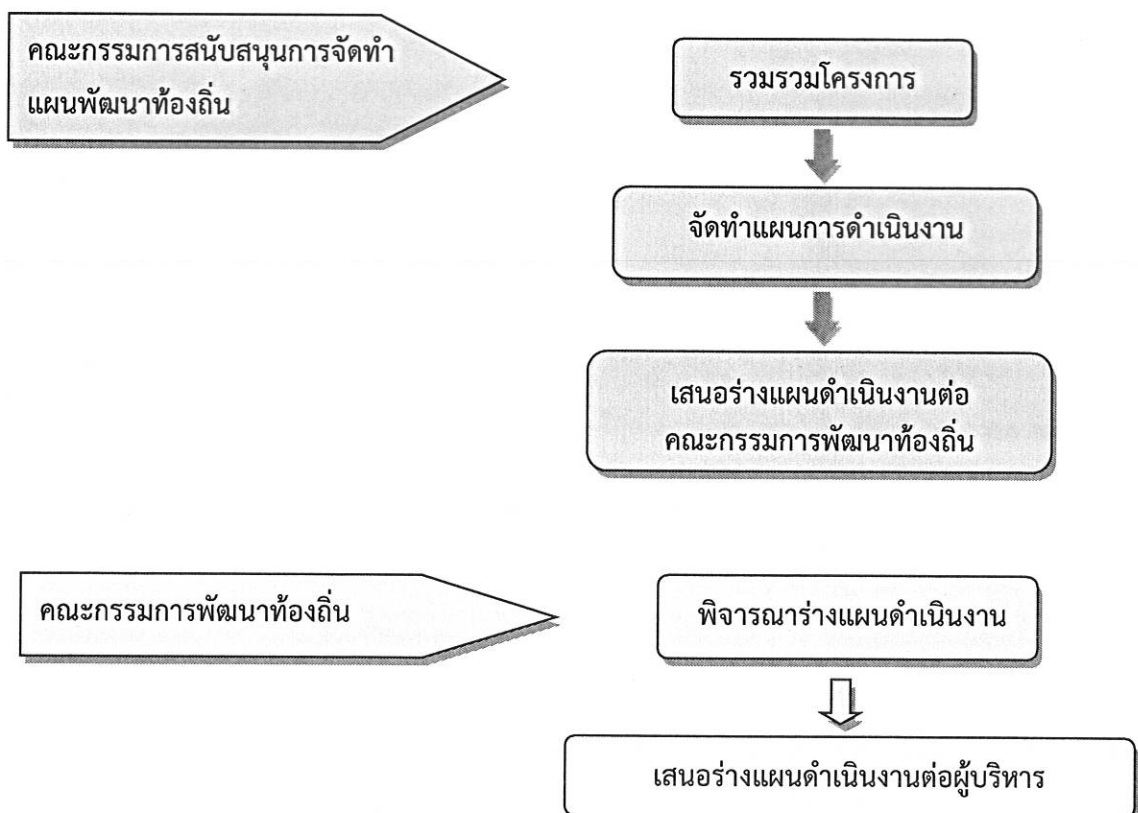 คณะกรรมการสนับสนุนการจัดทำ
แผนพัฒนาท้องถิ่น
รวมรวมโครงการ
จัดทำแผนการดำเนินงาน
เสนอร่างแผนดำเนินงานต่อ
คณะกรรมการพัฒนาท้องถิ่น
คณะกรรมการพัฒนาท้องถิ่น
พิจารณาร่างแผนดำเนินงาน
เสนอร่างแผนดำเนินงานต่อผู้บริหาร